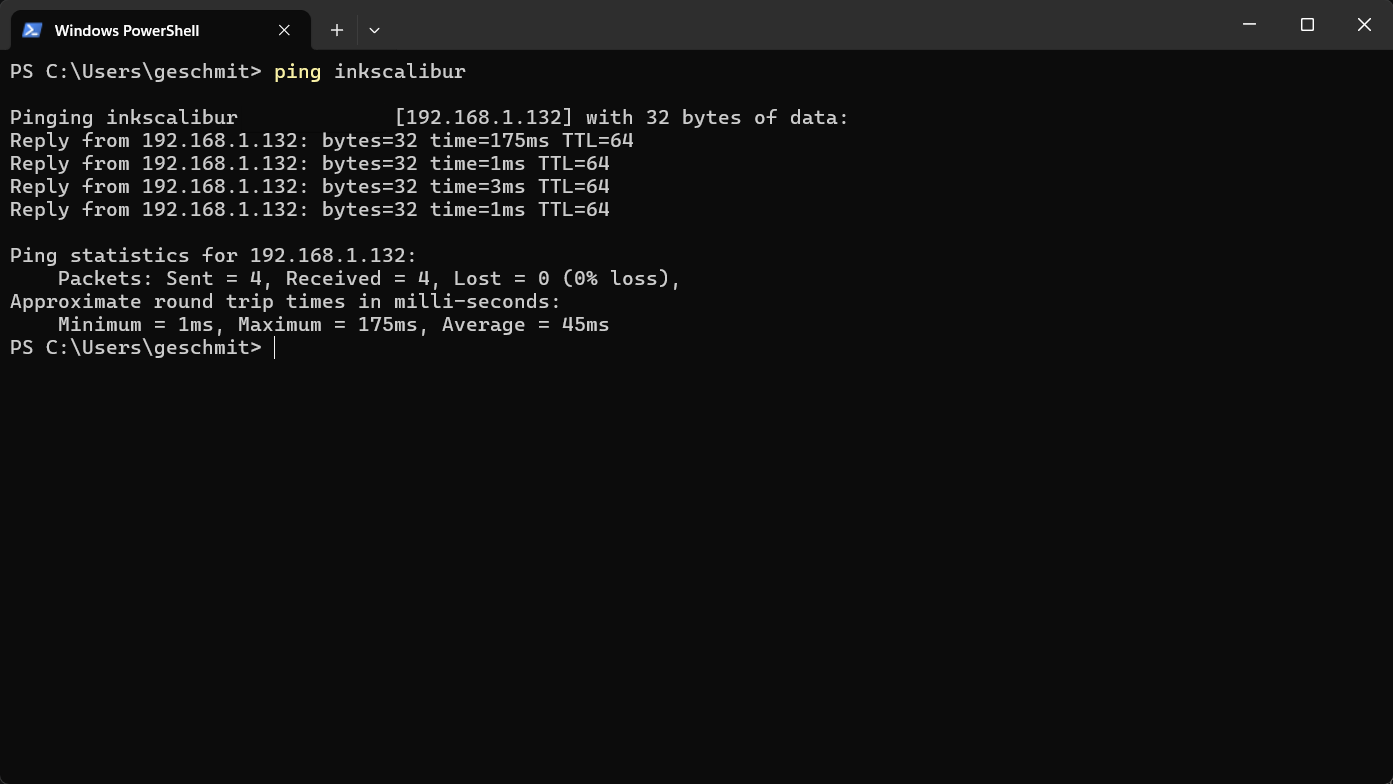 Windows PowerShell
PS C:\Users\geschmit> ping inkscalibur
Pinging inkscalibur             [192.168.1.132] with 32 bytes of data:
Reply from 192.168.1.132: bytes=32 time=175ms TTL=64
Reply from 192.168.1.132: bytes=32 time=1ms TTL=64
Reply from 192.168.1.132: bytes=32 time=3ms TTL=64
Reply from 192.168.1.132: bytes=32 time=1ms TTL=64
Ping statistics for 192.168.1.132:
    Packets: Sent = 4, Received = 4, Lost = 0 (0% loss),
Approximate round trip times in milli-seconds:
    Minimum = 1ms, Maximum = 175ms, Average = 45ms
PS C:\Users\geschmit>